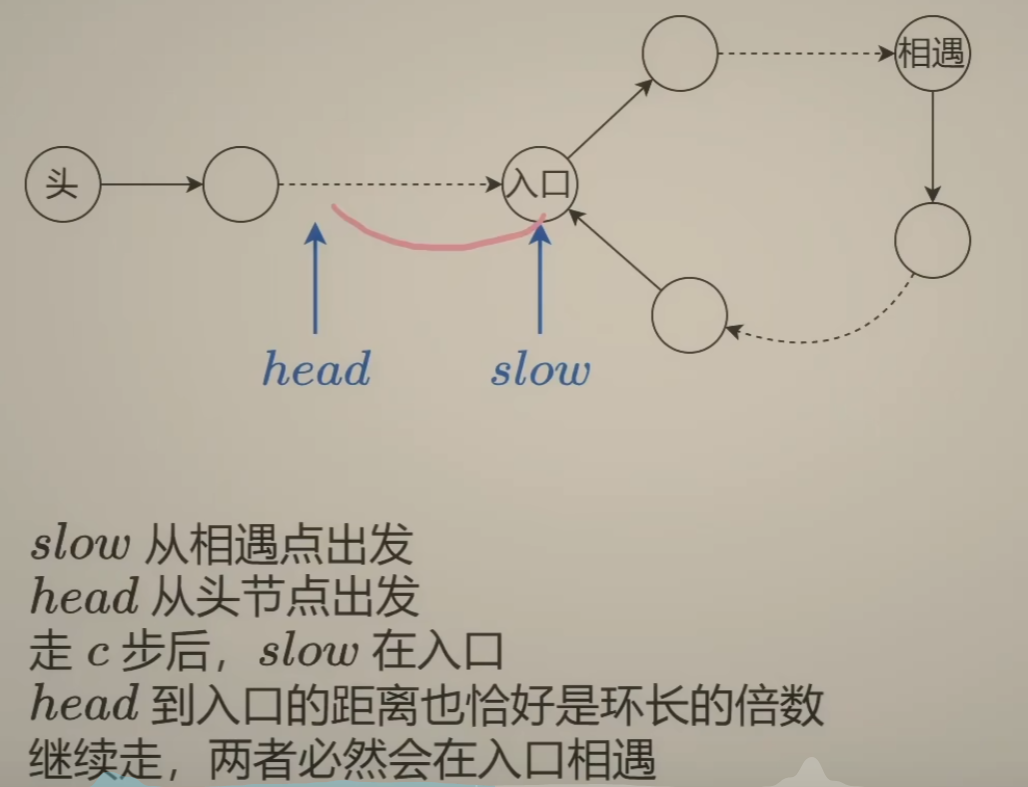 相遇
头
入口
head
slow
slow 从相遇点出发
head 从头节点出发
走 c 步后，slow 在入口
head 到入口的距离也恰好是环长的倍数
继续走，两者必然会在入口相遇